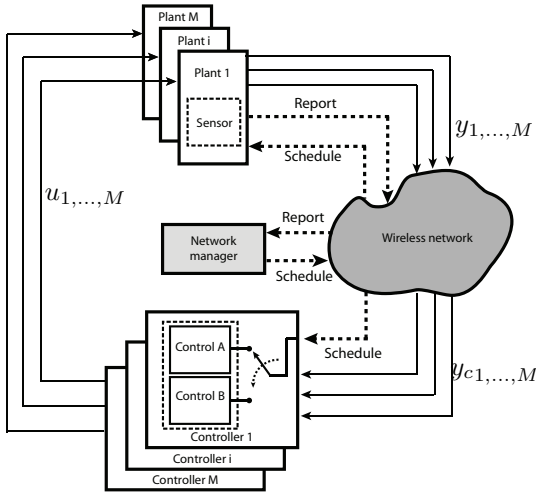 Plant M
Plant i
Plant 1
Sensor
Report
Schedule
y1,...,M
u1,...,M
Wireless network
Report
Network
manager
Schedule
Schedule
Control A
Control B
yc1,...,M
Controller 1
Controller i
Controller M